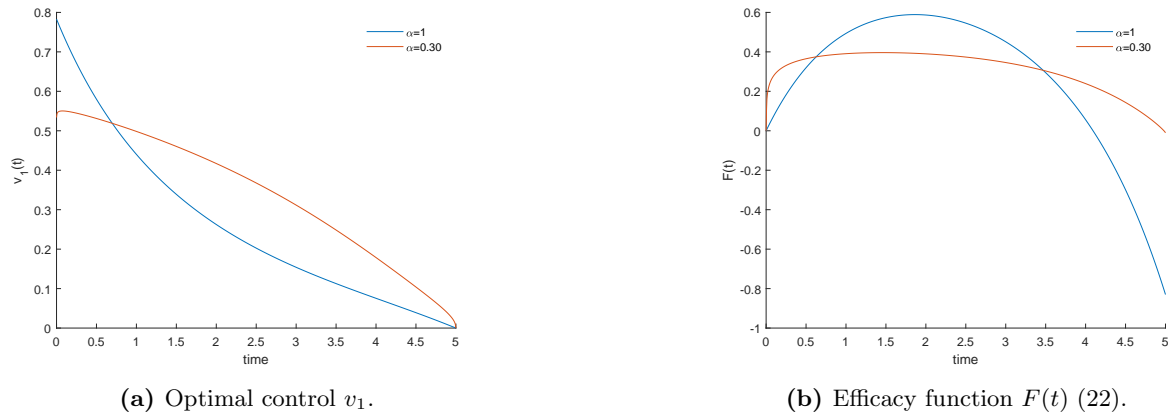 0.8
0.7
0.6
0.5
0.4
0.3
0.2
0.1
0
v1(t)
0 0.5 1 1.5 2 2.5 3 3.5 4 4.5 5
time
α=1
α=0.30
(a) Optimal control v1.
0.6
0.4
0.2
0
-0.2
-0.4
-0.6
-0.8
-1
F(t)
0 0.5 1 1.5 2 2.5 3 3.5 4 4.5 5
time
α=1
α=0.30
(b) Efficacy function F(t) (22).